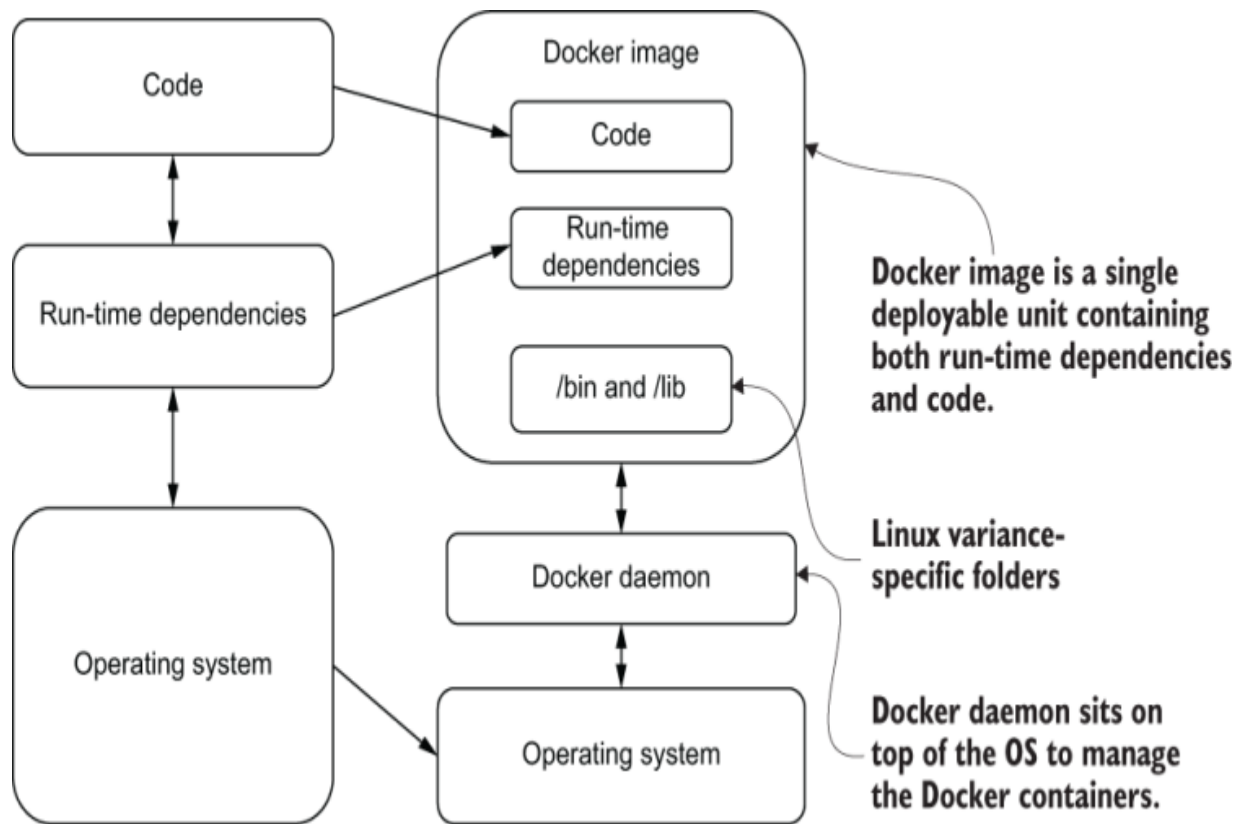 Code
Run-time dependencies
Operating system
Docker image
Code
Run-time
dependencies
/bin and /lib
Docker daemon
Operating system
Docker image is a single
deployable unit containing
both run-time dependencies
and code.
Linux variance-
specific folders
Docker daemon sits on
top of the OS to manage
the Docker containers.